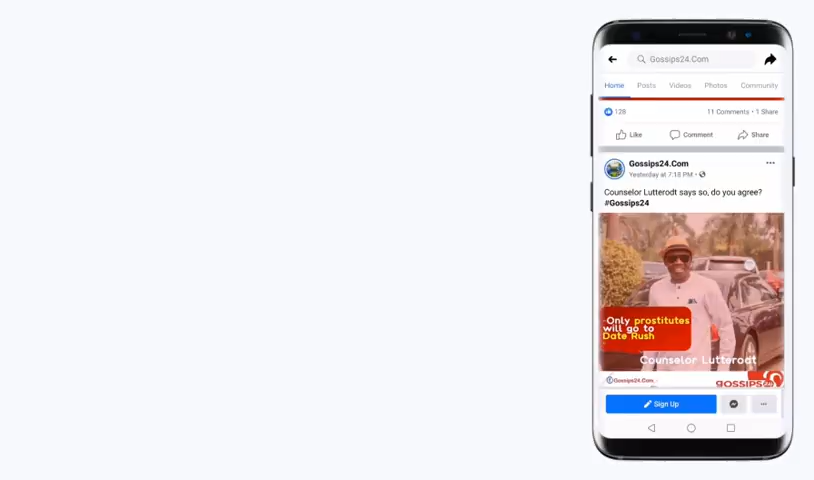 Gossips24.Com
Home Posts Videos Photos Community
128 11 Comments • 1 Share
Like Comment Share
Gossips24.Com
Yesterday at 7:18 PM •
Counselor Lutterodt says so, do you agree?
#Gossips24
Only prostitutes
will go to
Date Rush
Counselor Lutterodt
Gossips24.Com
GOSSIPS24
Sign Up